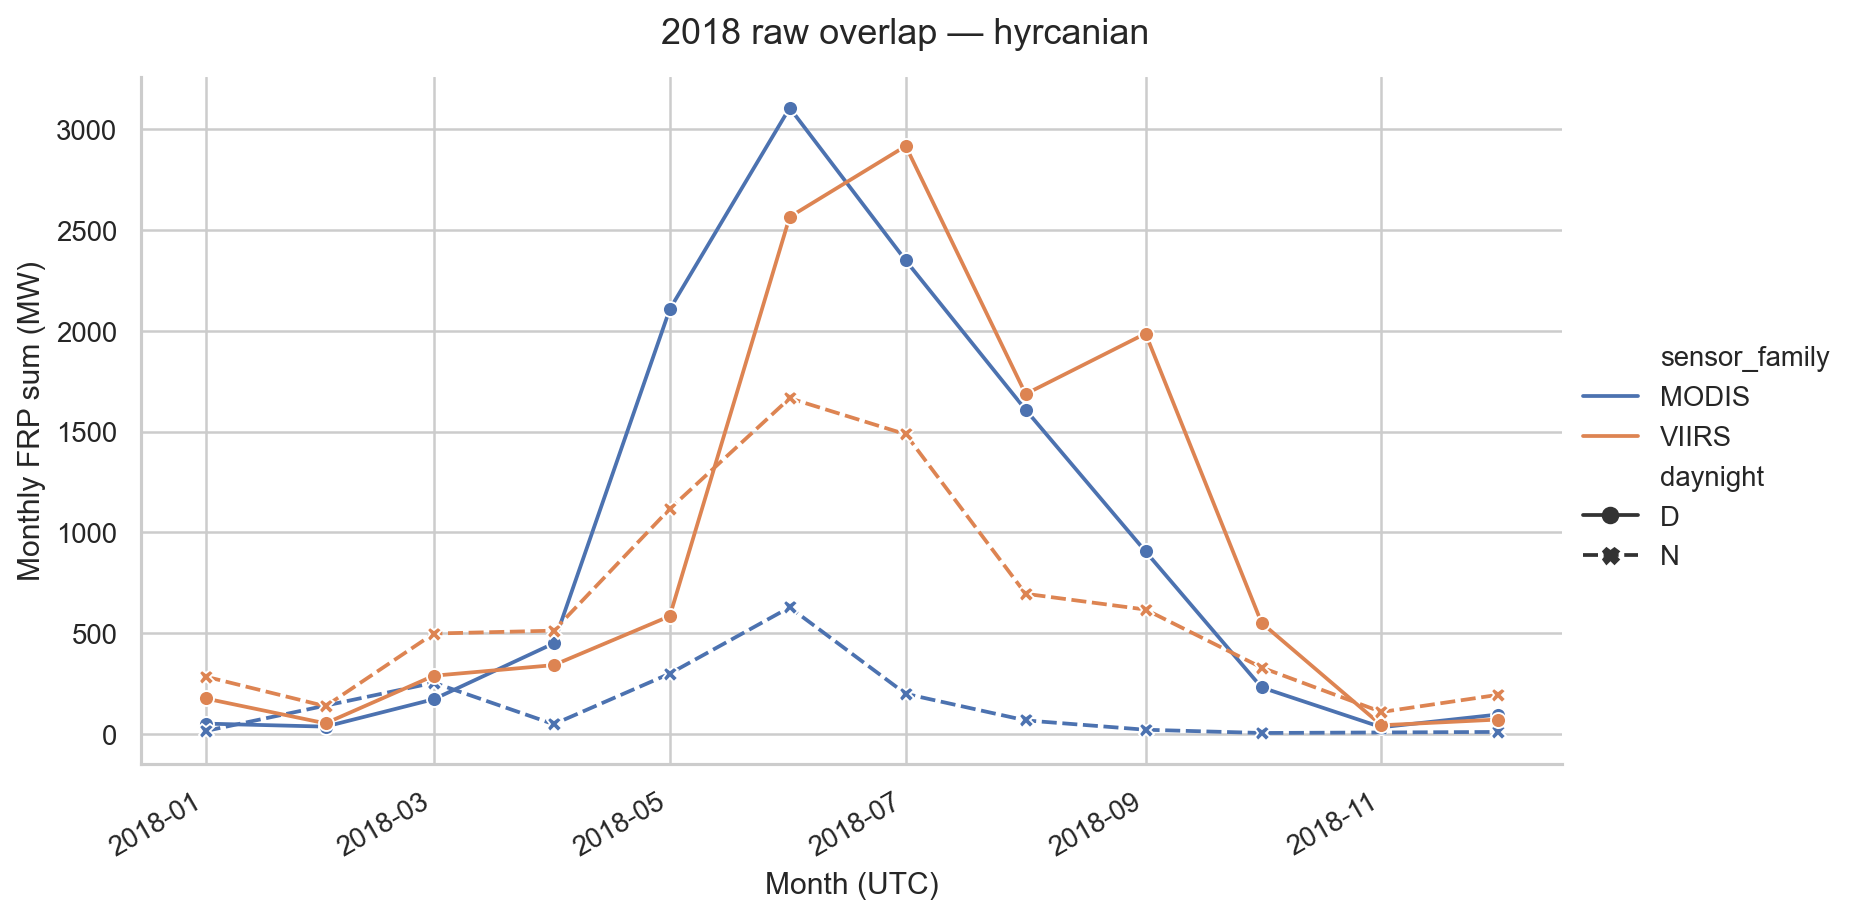 2018 raw overlap — hyrcanian
Monthly FRP sum (MW)
3000
2500
2000
1500
1000
500
0
2018-01
2018-03
2018-05
2018-07
2018-09
2018-11
Month (UTC)
sensor_family
MODIS
VIIRS
daynight
D
N